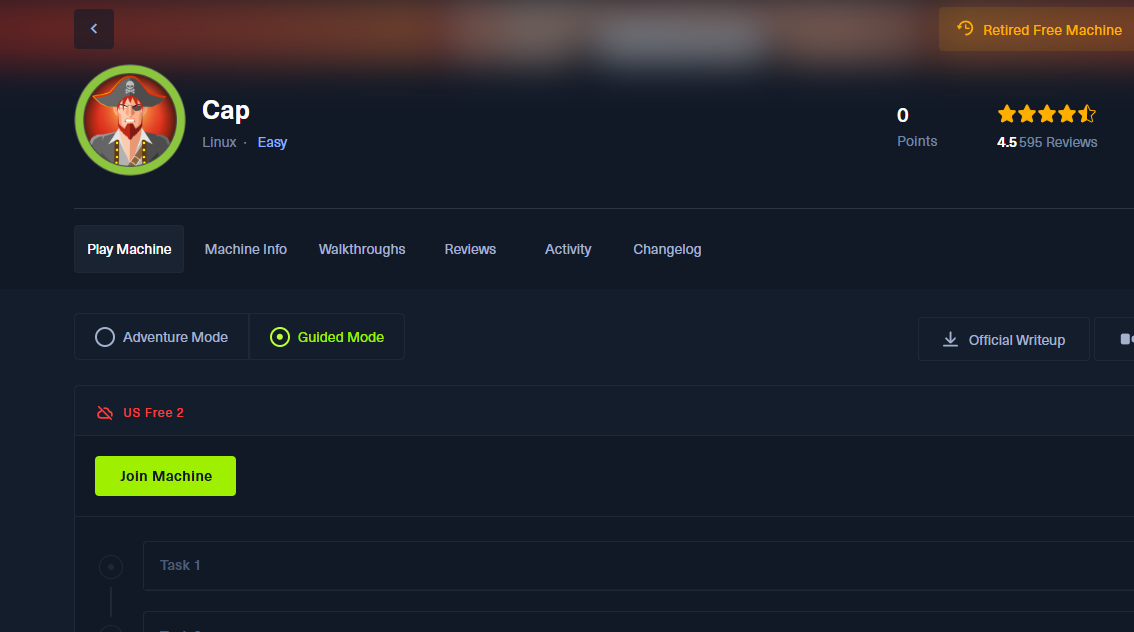 Retired Free Machine
Cap
Linux · Easy
0
Points
4.5 595 Reviews
Play Machine
Machine Info
Walkthroughs
Reviews
Activity
Changelog
Adventure Mode
Guided Mode
Official Writeup
US Free 2
Join Machine
Task 1